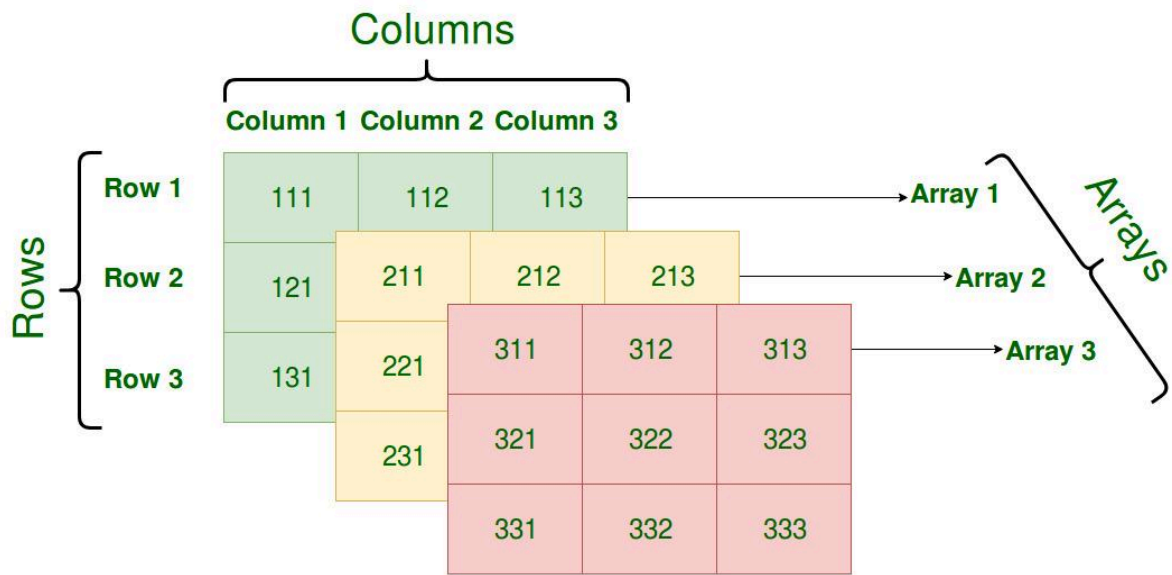 Columns
Column 1 Column 2 Column 3
Rows
Row 1
111 112 113
Array 1
Arrays
Row 2
121
211 212 213
Array 2
Row 3
131
221
311 312 313
Array 3
231
321 322 323
331 332 333